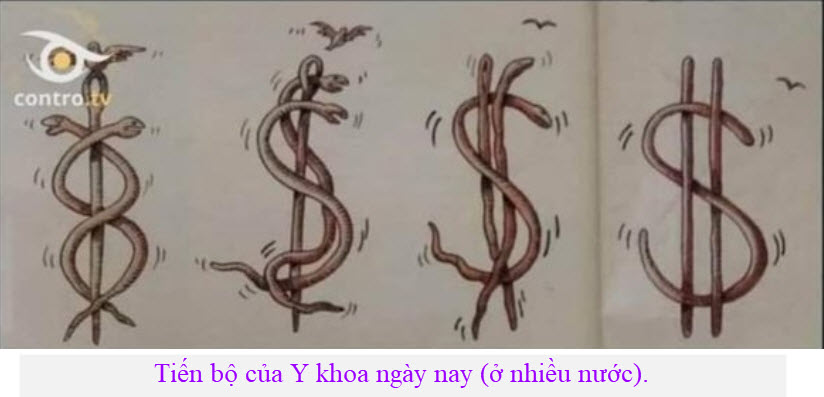 contro.tv
Tiến bộ của Y khoa ngày nay (ở nhiều nước).